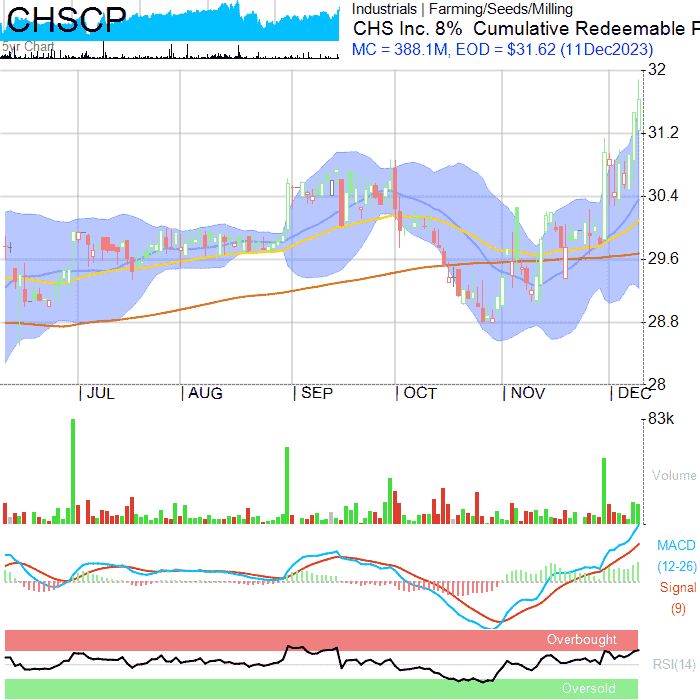 CHSCP
Industrials | Farming/Seeds/Milling
CHS Inc. 8% Cumulative Redeemable P
MC = 388.1M, EOD = $31.62 (11Dec2023)
5yr Chart
32
31.2
30.4
29.6
28.8
28
| JUL | AUG | SEP | OCT | NOV | DEC
83k
Volume
MACD
(12-26)
Signal
(9)
Overbought
RSI(14)
Oversold